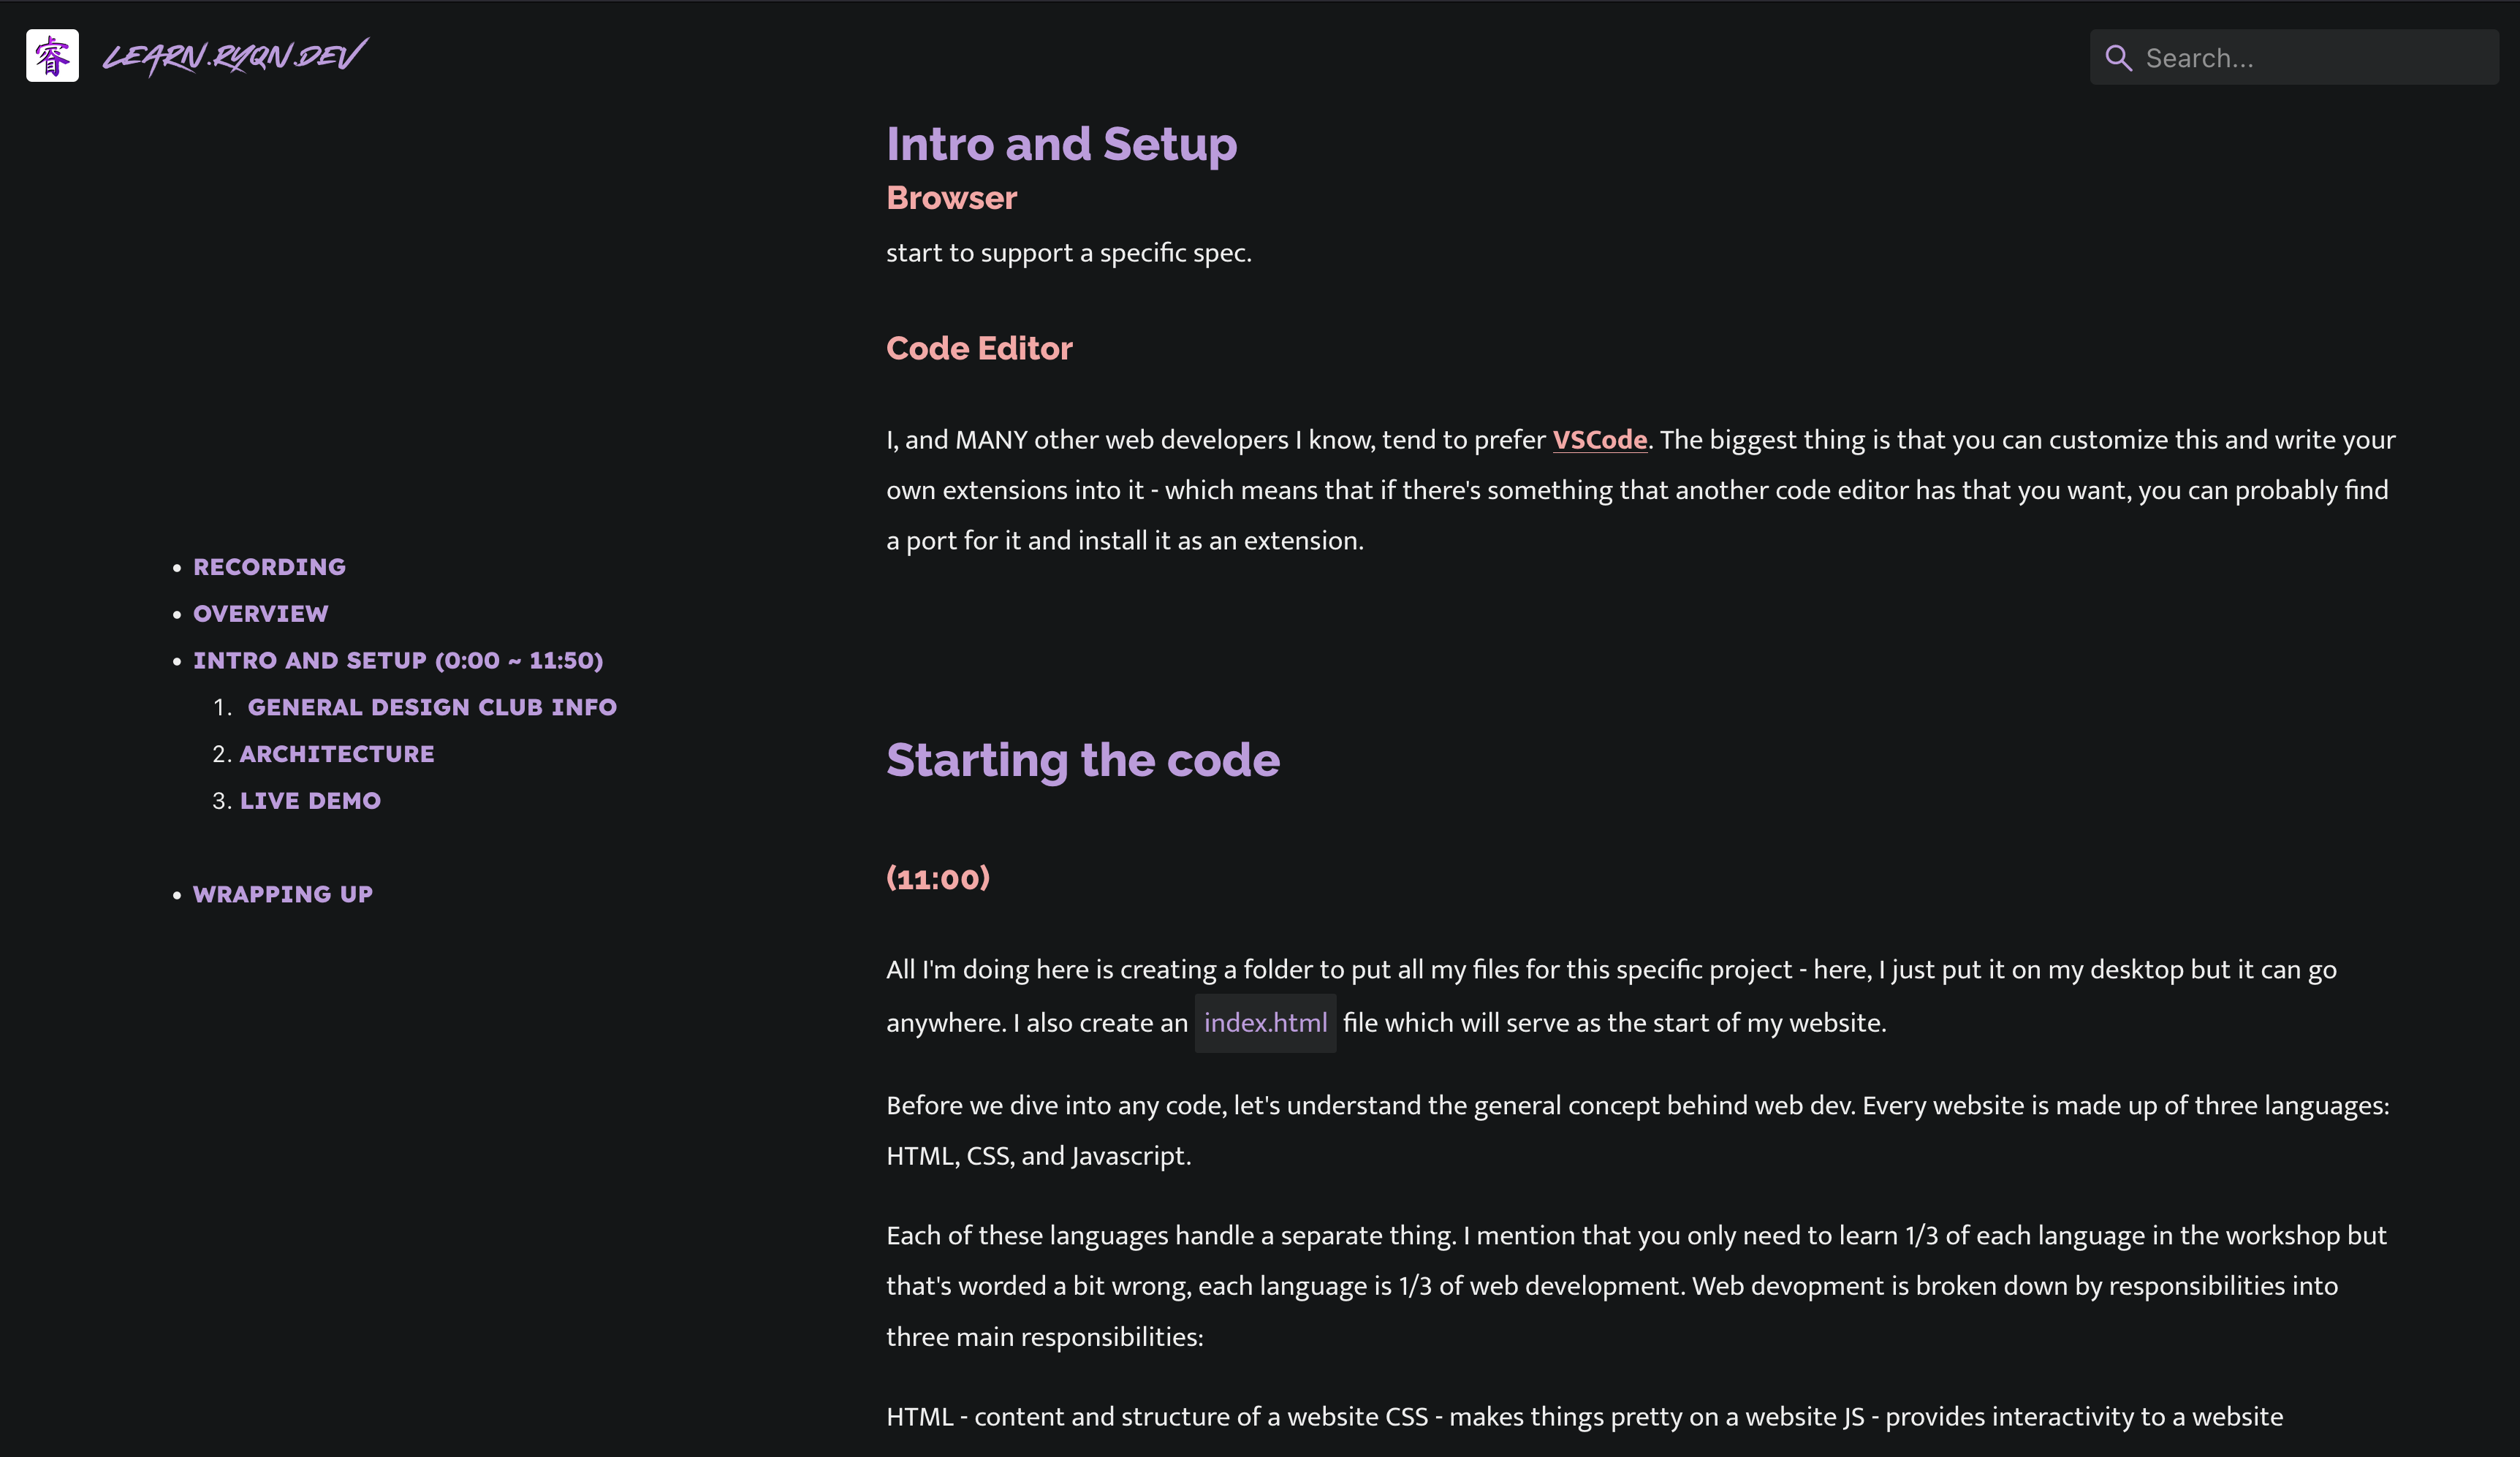 睿
LEARN.RYQN.DEV
Search...
Intro and Setup
Browser
start to support a specific spec.
Code Editor
I, and MANY other web developers I know, tend to prefer VSCode. The biggest thing is that you can customize this and write your
own extensions into it - which means that if there's something that another code editor has that you want, you can probably find
a port for it and install it as an extension.
• RECORDING
• OVERVIEW
• INTRO AND SETUP (0:00 ~ 11:50)
1. GENERAL DESIGN CLUB INFO
2. ARCHITECTURE
3. LIVE DEMO
• WRAPPING UP
Starting the code
(11:00)
All I'm doing here is creating a folder to put all my files for this specific project - here, I just put it on my desktop but it can go
anywhere. I also create an index.html file which will serve as the start of my website.
Before we dive into any code, let's understand the general concept behind web dev. Every website is made up of three languages:
HTML, CSS, and Javascript.
Each of these languages handle a separate thing. I mention that you only need to learn 1/3 of each language in the workshop but
that's worded a bit wrong, each language is 1/3 of web development. Web devopment is broken down by responsibilities into
three main responsibilities:
HTML - content and structure of a website CSS - makes things pretty on a website JS - provides interactivity to a website